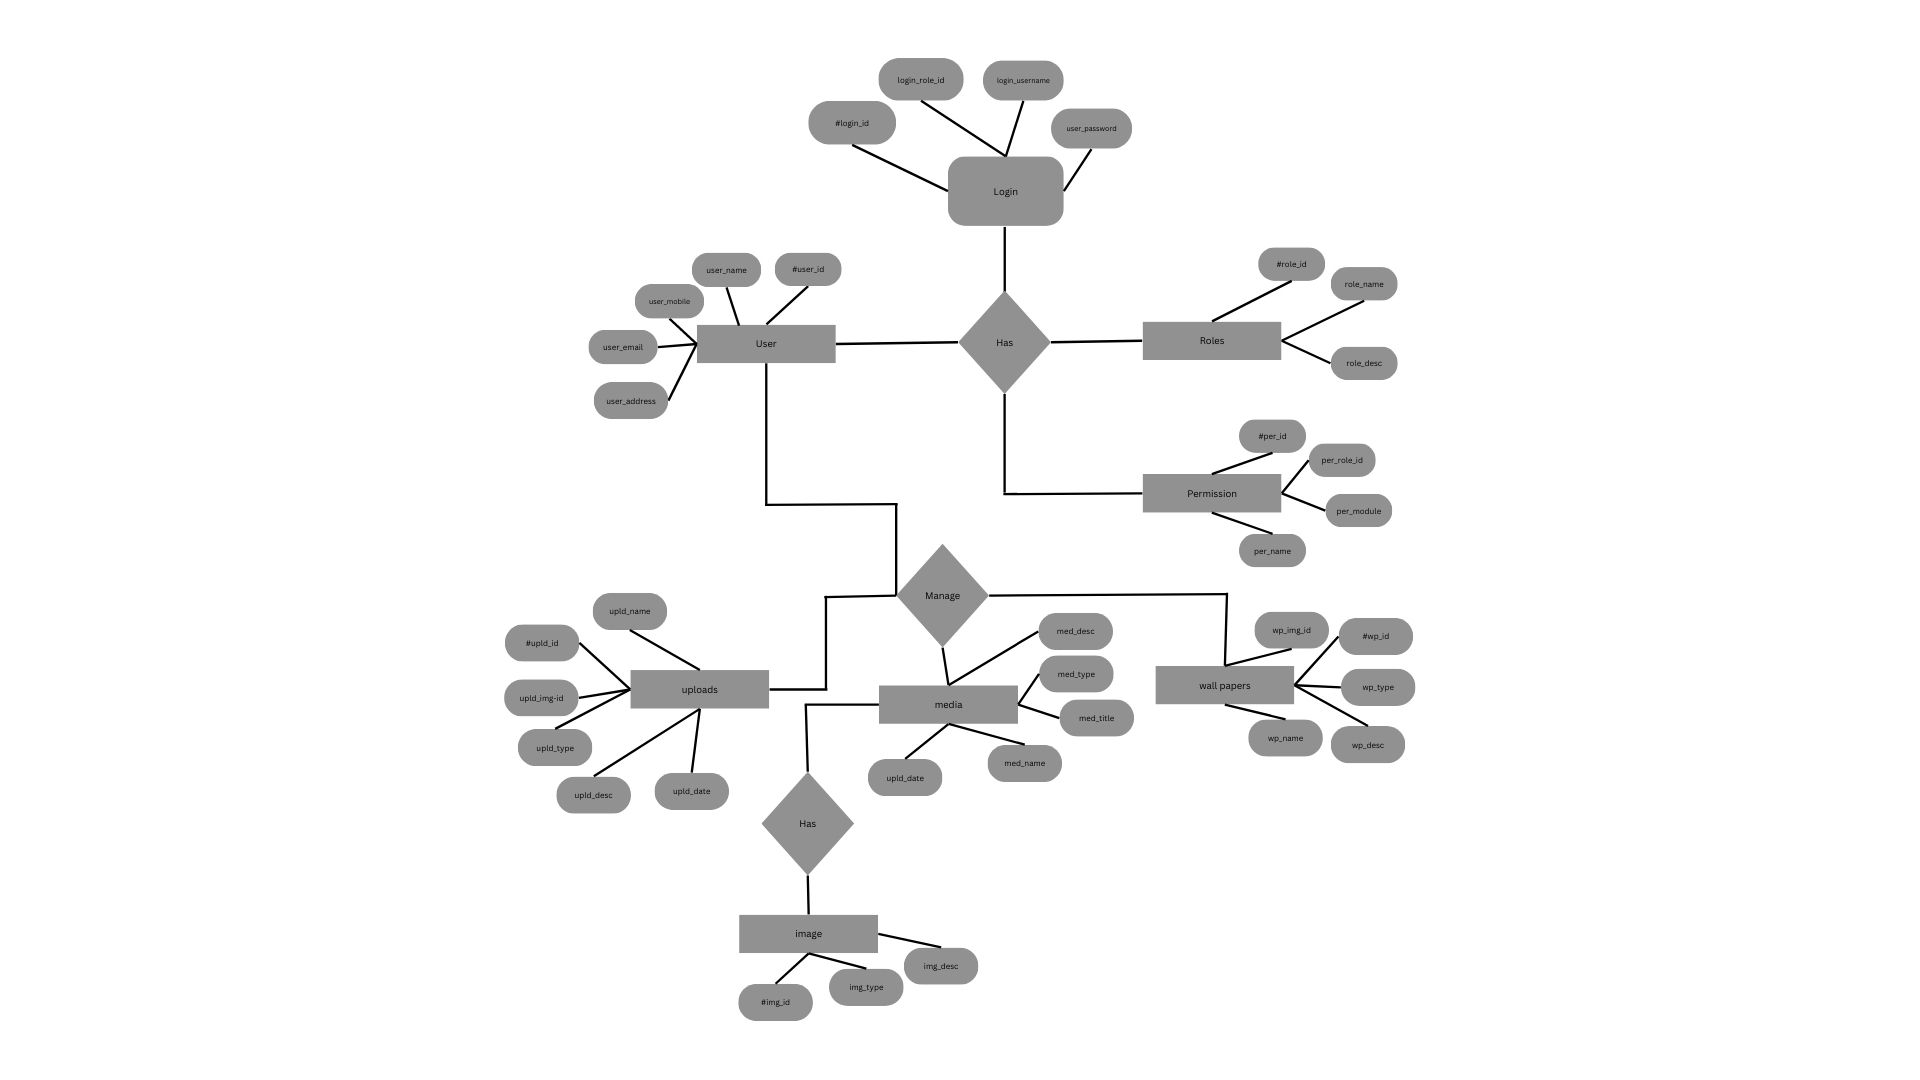 login_role_id
login_username
#login_id
user_password
Login
user_name
#user_id
user_mobile
user_email
User
user_address
Has
#role_id
role_name
Roles
role_desc
#per_id
per_role_id
Permission
per_module
per_name
Manage
upld_name
#upld_id
uploads
upld_img-id
upld_type
upld_desc
upld_date
med_desc
med_type
media
med_title
med_name
upld_date
wp_img_id
#wp_id
wall papers
wp_type
wp_name
wp_desc
Has
image
img_desc
img_type
#img_id